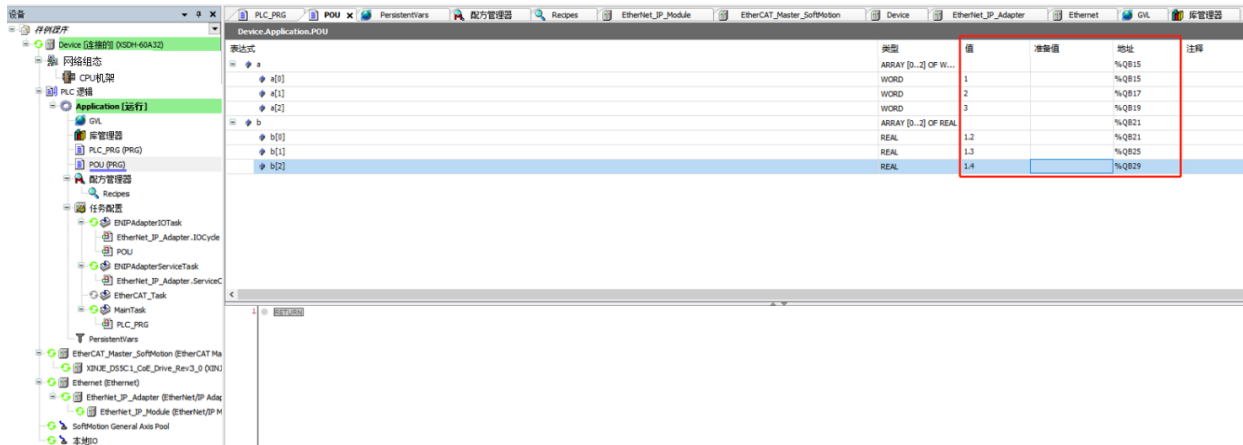 设备
PLC_PRG POU PersistentVars 配方管理器 Recipes EtherNet_IP_Module EtherCAT_Master_SoftMotion Device EtherNet_IP_Adapter Ethernet GVL 库管理器
Device.Application.POU
表达式 类型 值 准备值 地址 注释
a ARRAY [0..2] OF W... %QB15
a[0] WORD 1 %QB15
a[1] WORD 2 %QB17
a[2] WORD 3 %QB19
b ARRAY [0..2] OF REAL %QB21
b[0] REAL 1.2 %QB21
b[1] REAL 1.3 %QB25
b[2] REAL 1.4 %QB29
Device [连接的] (XSDH-60A32)
网络组态
CPU机架
PLC 逻辑
Application [运行]
GVL
库管理器
PLC_PRG (PRG)
POU (PRG)
配方管理器
Recipes
任务配置
ENIPAdapterIOTask
EtherNet_IP_Adapter.IOCycle
POU
ENIPAdapterServiceTask
EtherNet_IP_Adapter.ServiceC
EtherCAT_Task
MainTask
PLC_PRG
PersistentVars
EtherCAT_Master_SoftMotion (EtherCAT Ma
XINJE_DS5C1_CoE_Drive_Rev3_0 (XINJ
Ethernet (Ethernet)
EtherNet_IP_Adapter (EtherNet/IP Adap
EtherNet_IP_Module (EtherNet/IP M
SoftMotion General Axis Pool
本地IO
1 RETURN